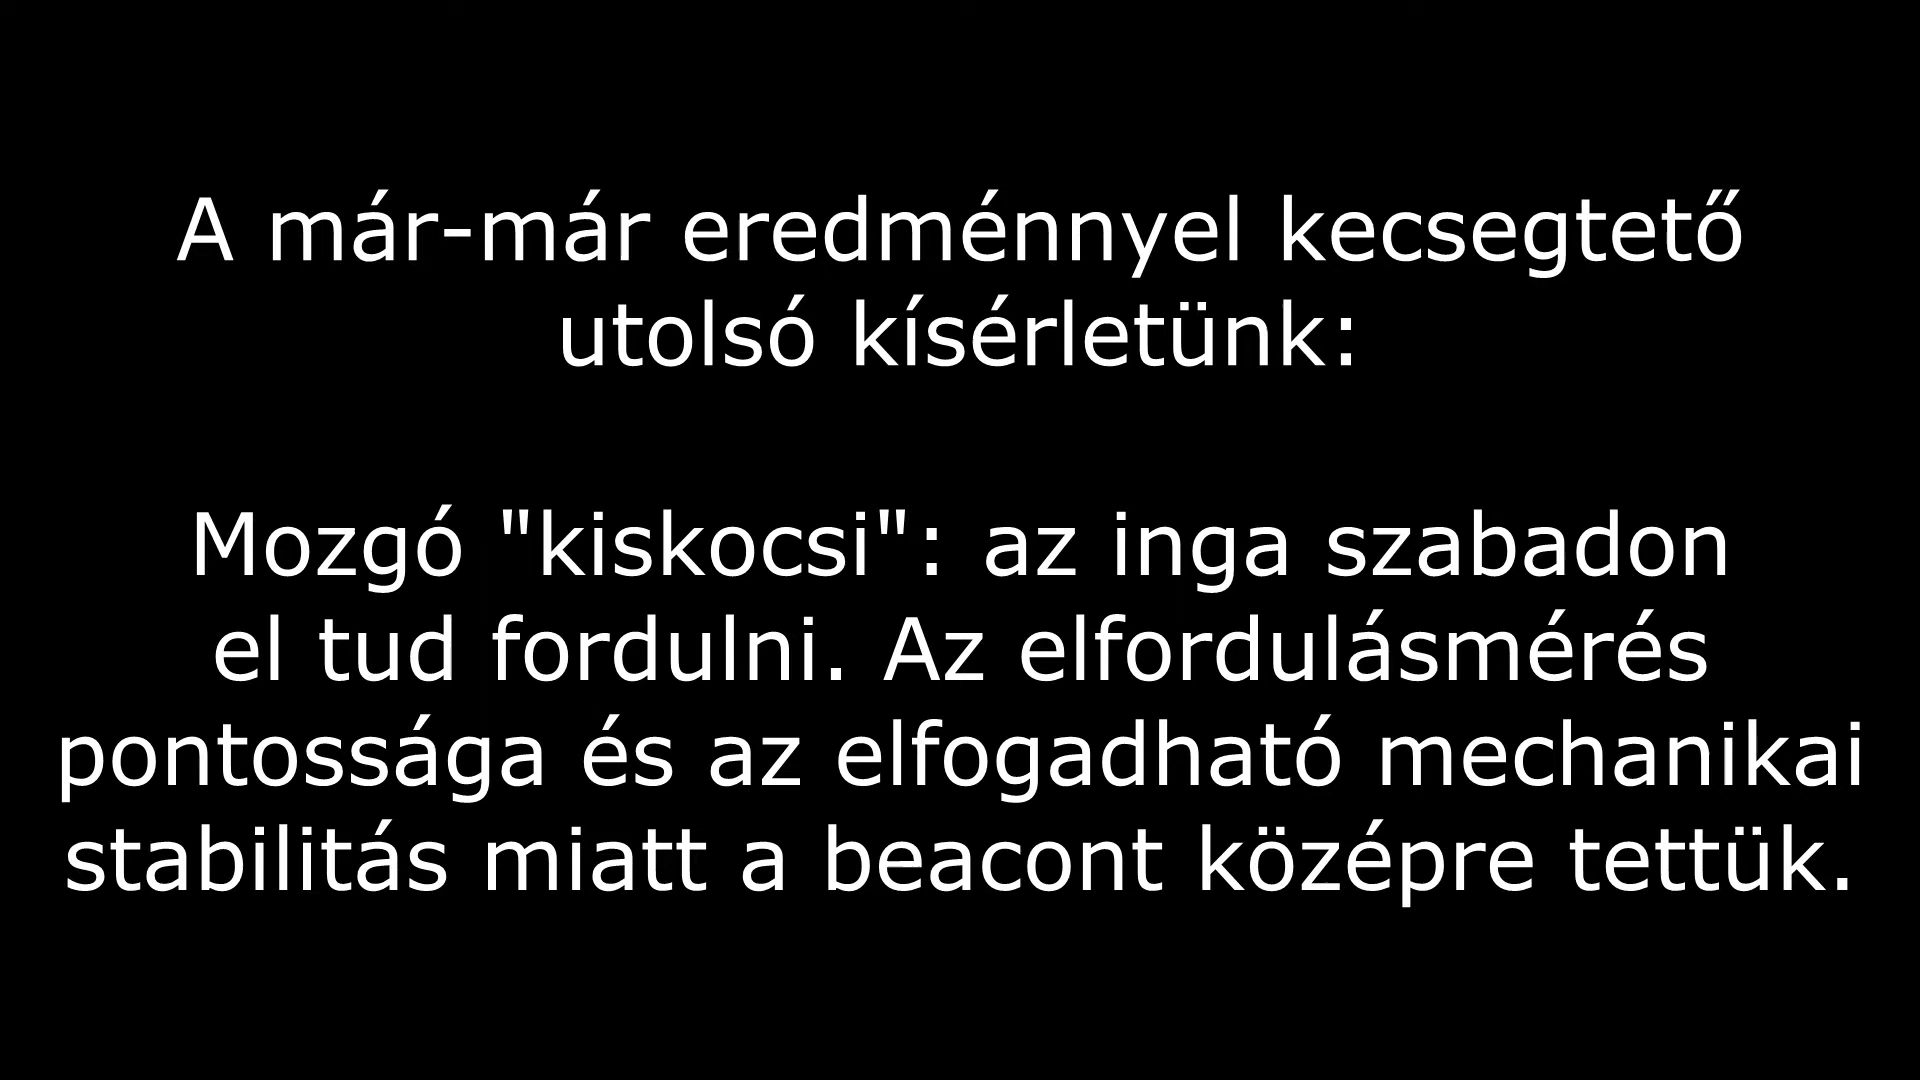 A már-már eredménnyel kecsegtető
utolsó kísérletünk:
Mozgó "kiskocsi": az inga szabadon
el tud fordulni. Az elfordulásmérés
pontossága és az elfogadható mechanikai
stabilitás miatt a beacont középre tettük.